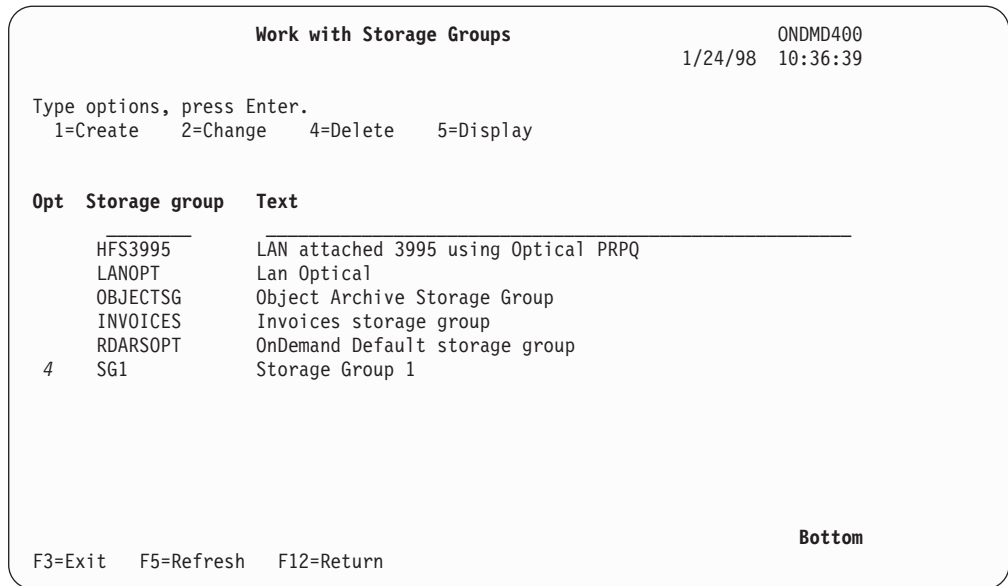 Work with Storage Groups ONDMD400
1/24/98 10:36:39
Type options, press Enter.
1=Create 2=Change 4=Delete 5=Display
Opt Storage group Text
HFS3995 LAN attached 3995 using Optical PRPQ
LANOPT Lan Optical
OBJECTSG Object Archive Storage Group
INVOICES Invoices storage group
RDARSOPT OnDemand Default storage group
4 SG1 Storage Group 1
Bottom
F3=Exit F5=Refresh F12=Return